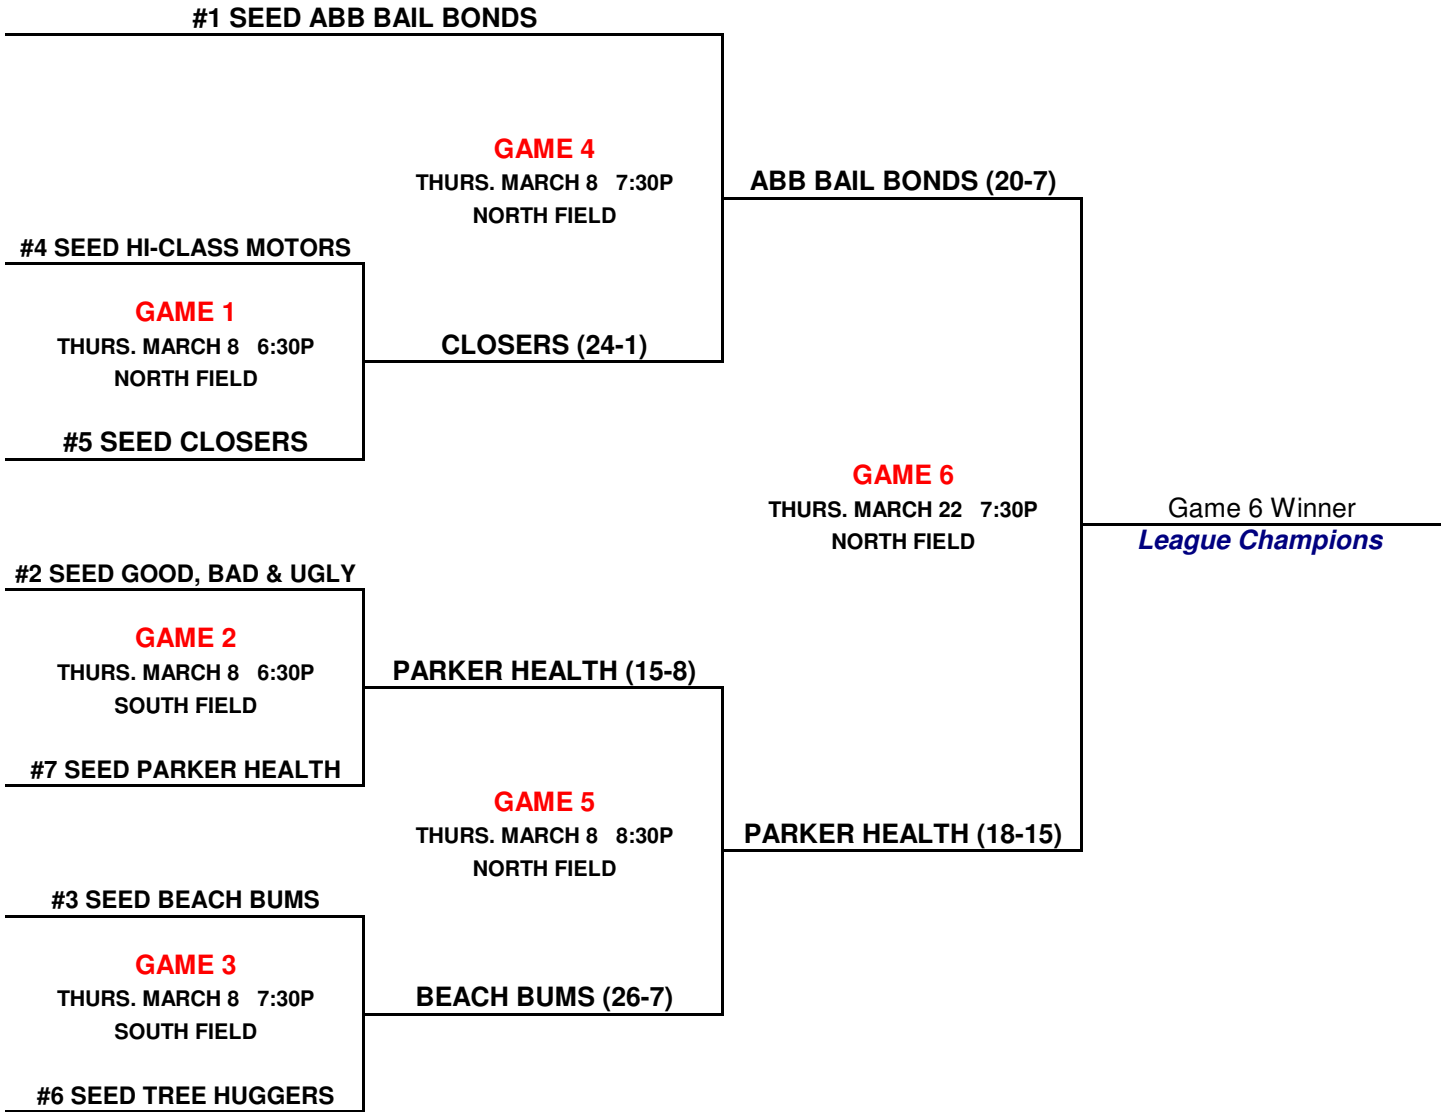 #1 SEED ABB BAIL BONDS
GAME 4
THURS. MARCH 8 7:30P
NORTH FIELD
ABB BAIL BONDS (20-7)
#4 SEED HI-CLASS MOTORS
GAME 1
THURS. MARCH 8 6:30P
NORTH FIELD
CLOSERS (24-1)
#5 SEED CLOSERS
GAME 6
THURS. MARCH 22 7:30P
NORTH FIELD
Game 6 Winner
League Champions
#2 SEED GOOD, BAD & UGLY
GAME 2
THURS. MARCH 8 6:30P
SOUTH FIELD
PARKER HEALTH (15-8)
#7 SEED PARKER HEALTH
GAME 5
THURS. MARCH 8 8:30P
NORTH FIELD
PARKER HEALTH (18-15)
#3 SEED BEACH BUMS
GAME 3
THURS. MARCH 8 7:30P
SOUTH FIELD
BEACH BUMS (26-7)
#6 SEED TREE HUGGERS